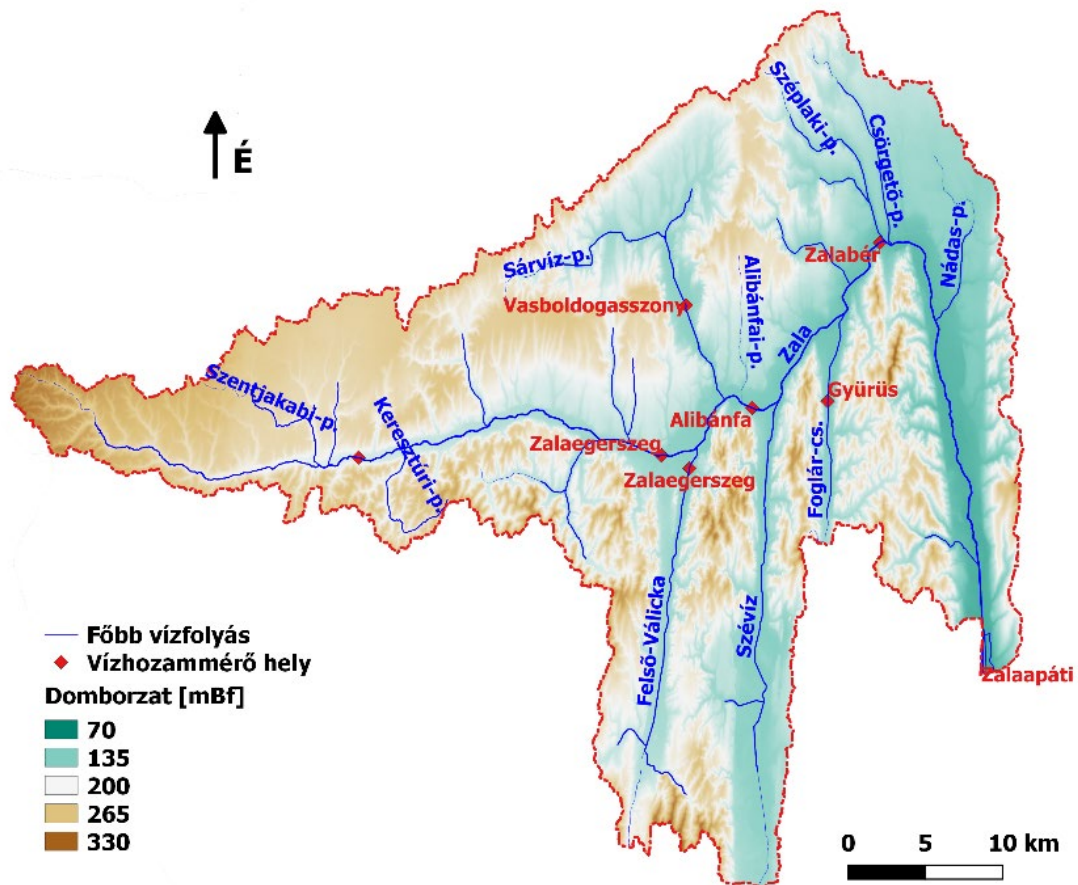 É
Széplaki-p.
Csörgető-p.
Nádas-p.
Zalabér
Sárvíz-p.
Alibánfai-p.
Vasboldogasszony
Zala
Szentjakabi-p.
Keresztúri-p.
Gyürüs
Alibánfa
Zalaegerszeg
Zalaegerszeg
Foglár-cs.
Felső-Válicka
Szévíz
Zalaapáti
Főbb vízfolyás
Vízhozammérő hely
Domborzat [mBf]
70
135
200
265
330
0 5 10 km